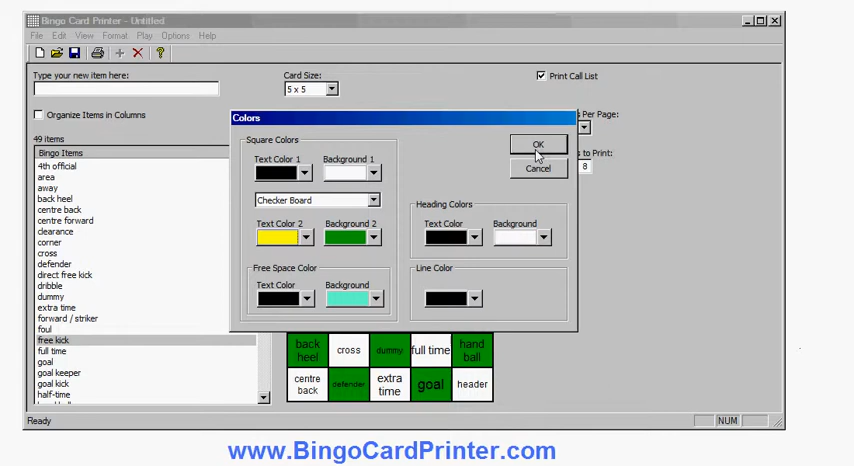 Bingo Card Printer - Untitled
File Edit View Format Play Options Help
Type your new item here:
Card Size:
Print Call List
5 x 5
Organize Items in Columns
s Per Page:
49 items
Bingo Items
s to Print:
8
4th official
area
away
back heel
centre back
centre forward
clearance
corner
cross
defender
direct free kick
dribble
dummy
extra time
forward / striker
foul
free kick
full time
goal
goal keeper
goal kick
half-time
Colors
Square Colors
Text Color 1 Background 1
Checker Board
Text Color 2 Background 2
Free Space Color
Text Color Background
OK
Cancel
Heading Colors
Text Color Background
Line Color
back heel
cross
dummy
full time
hand ball
centre back
defender
extra time
goal
header
Ready
NUM
www.BingoCardPrinter.com